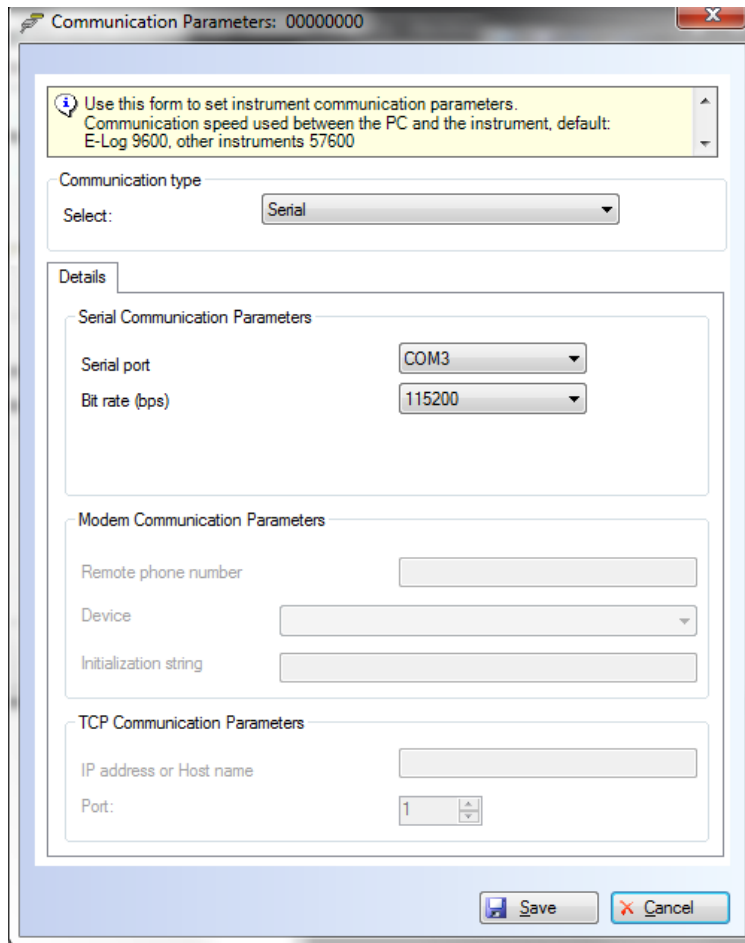 Communication Parameters: 00000000
Use this form to set instrument communication parameters.
Communication speed used between the PC and the instrument, default:
E-Log 9600, other instruments 57600
Communication type
Select:
Serial
Details
Serial Communication Parameters
Serial port
COM3
Bit rate (bps)
115200
Modem Communication Parameters
Remote phone number
Device
Initialization string
TCP Communication Parameters
IP address or Host name
Port:
1
Save
Cancel